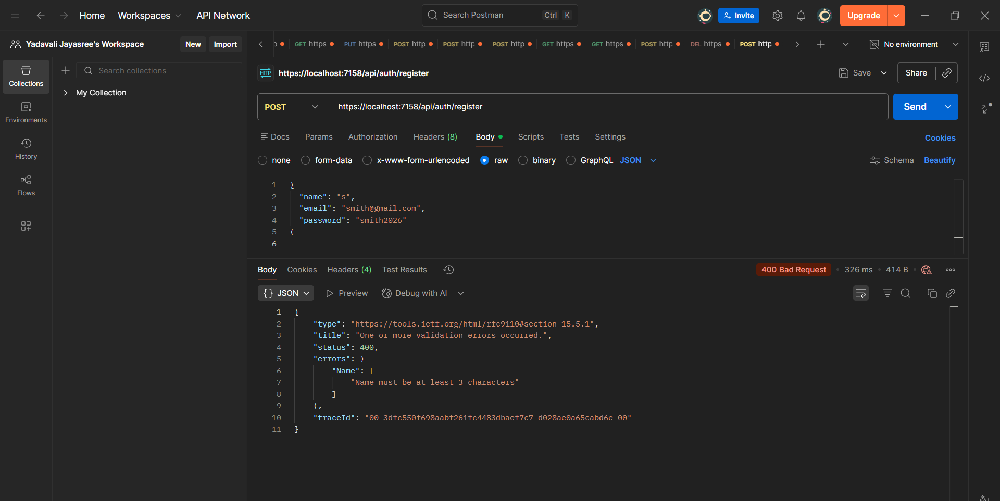 Home Workspaces API Network Search Postman Ctrl K Invite Upgrade
Yadavali Jayasree's Workspace New Import
GET https PUT https POST http POST http POST http GET https GET https POST http DEL https: POST http No environment
Collections
Environments
History
Flows
Search collections
My Collection
HTTP https://localhost:7158/api/auth/register Save Share
POST https://localhost:7158/api/auth/register Send
Docs Params Authorization Headers (8) Body Scripts Tests Settings Cookies
none form-data x-www-form-urlencoded raw binary GraphQL JSON Schema Beautify
1 {
2 "name": "s",
3 "email": "smith@gmail.com",
4 "password": "smith2026"
5 }
6
Body Cookies Headers (4) Test Results 400 Bad Request 326 ms 414 B
{} JSON Preview Debug with AI
1 {
2 "type": "https://tools.ietf.org/html/rfc9110#section-15.5.1",
3 "title": "One or more validation errors occurred.",
4 "status": 400,
5 "errors": {
6 "Name": [
7 "Name must be at least 3 characters"
8 ]
9 },
10 "traceId": "00-3dfc550f698aabf261fc4483dbaef7c7-d028ae0a65cabd6e-00"
11 }